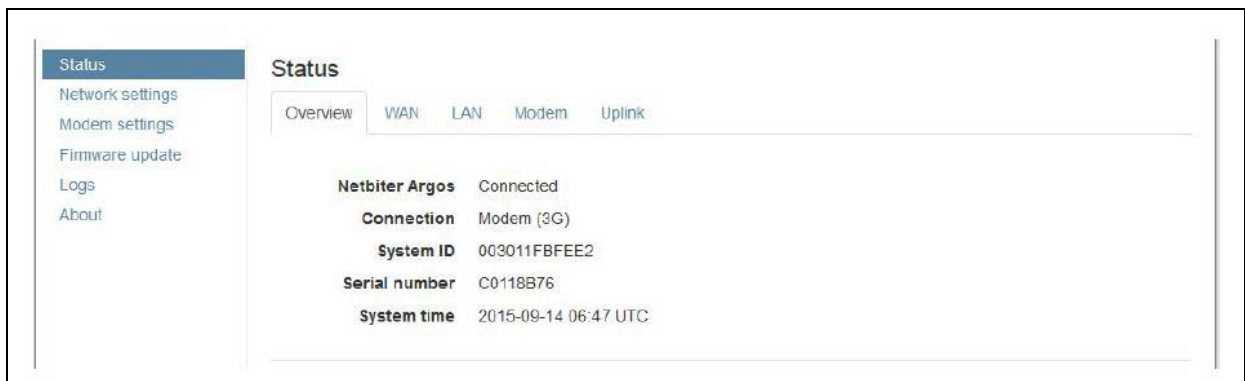 Status
Network settings
Modem settings
Firmware update
Logs
About
Status
Overview WAN LAN Modem Uplink
Netbiter Argos Connected
Connection Modem (3G)
System ID 003011FBFEE2
Serial number C0118B76
System time 2015-09-14 06:47 UTC